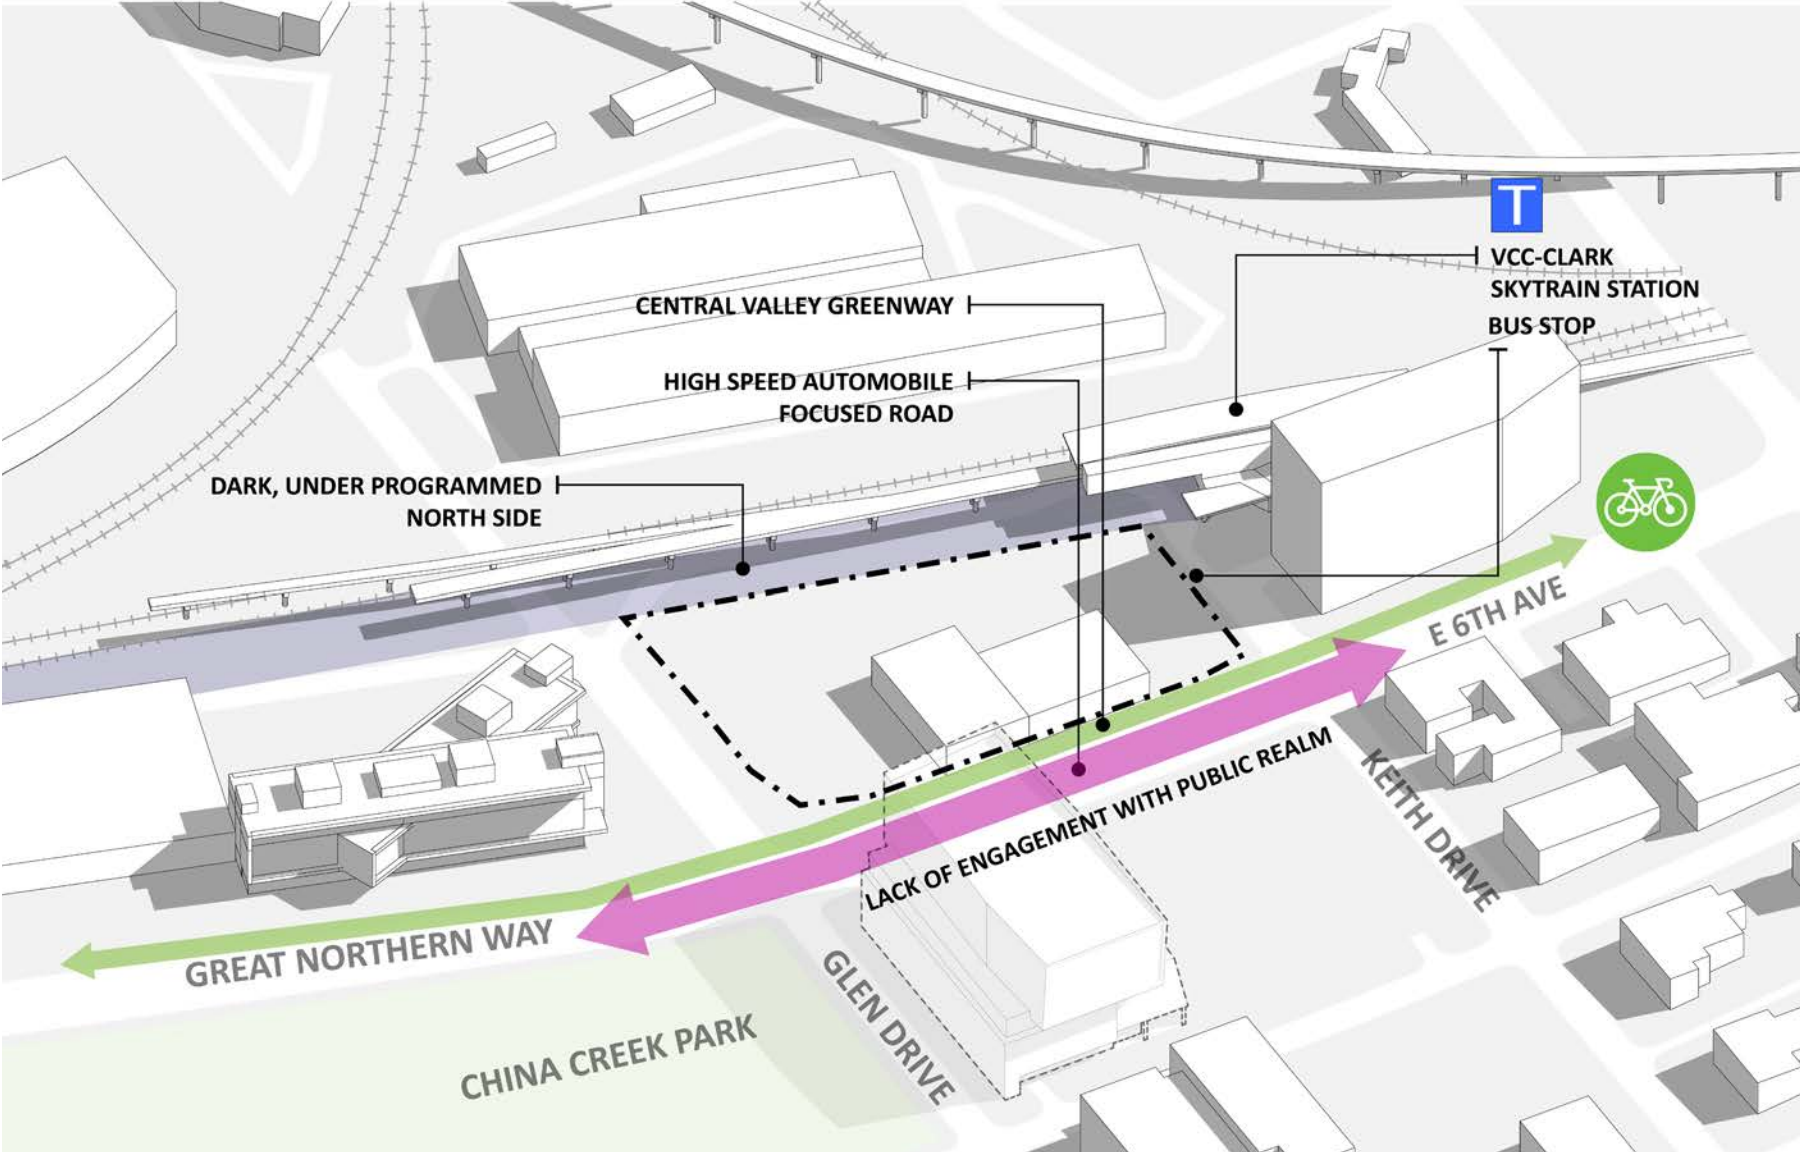 T
VCC-CLARK
SKYTRAIN STATION
BUS STOP
CENTRAL VALLEY GREENWAY
HIGH SPEED AUTOMOBILE
FOCUSED ROAD
DARK, UNDER PROGRAMMED
NORTH SIDE
E 6TH AVE
LACK OF ENGAGEMENT WITH PUBLIC REALM
KEITH DRIVE
GREAT NORTHERN WAY
GLEN DRIVE
CHINA CREEK PARK